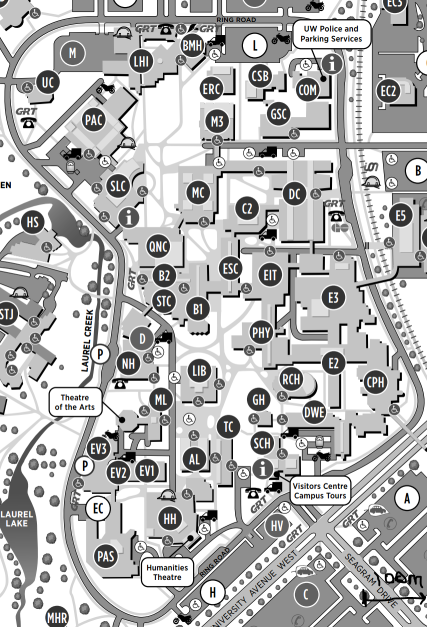 RING ROAD
ECS
GRT
M
BMH
L
UW Police and
Parking Services
LHI
i
UC
CSB
COM
ERC
EC2
GRT
PAC
M3
GSC
B
SLC
MC
DC
EN
HS
i
C2
GRT
E5
QNC
ESC
EIT
B2
GRT
E3
STJ
STC
B1
LAUREL CREEK
D
PHY
P
NH
E2
LIB
RCH
CPH
Theatre
of the Arts
ML
GH
DWE
TC
SCH
EV3
P
EV2
EV1
AL
i
GRT
Visitors Centre
Campus Tours
EC
GRT
A
LAUREL
LAKE
HH
HV
GRT
PAS
RING ROAD
Humanities
Theatre
UNIVERSITY AVENUE WEST
SEAGRAM DRIVE
GRT
H
C
MHR